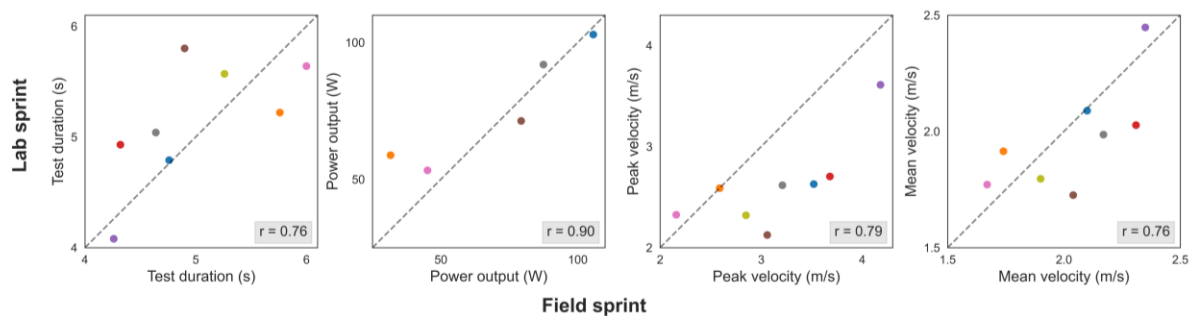 Lab sprint
Test duration (s)
6
5
4
4
5
6
r = 0.76
Test duration (s)
Power output (W)
100
50
50
100
r = 0.90
Power output (W)
Peak velocity (m/s)
4
3
2
2
3
4
r = 0.79
Peak velocity (m/s)
Mean velocity (m/s)
2.5
2.0
1.5
1.5
2.0
2.5
r = 0.76
Mean velocity (m/s)
Field sprint